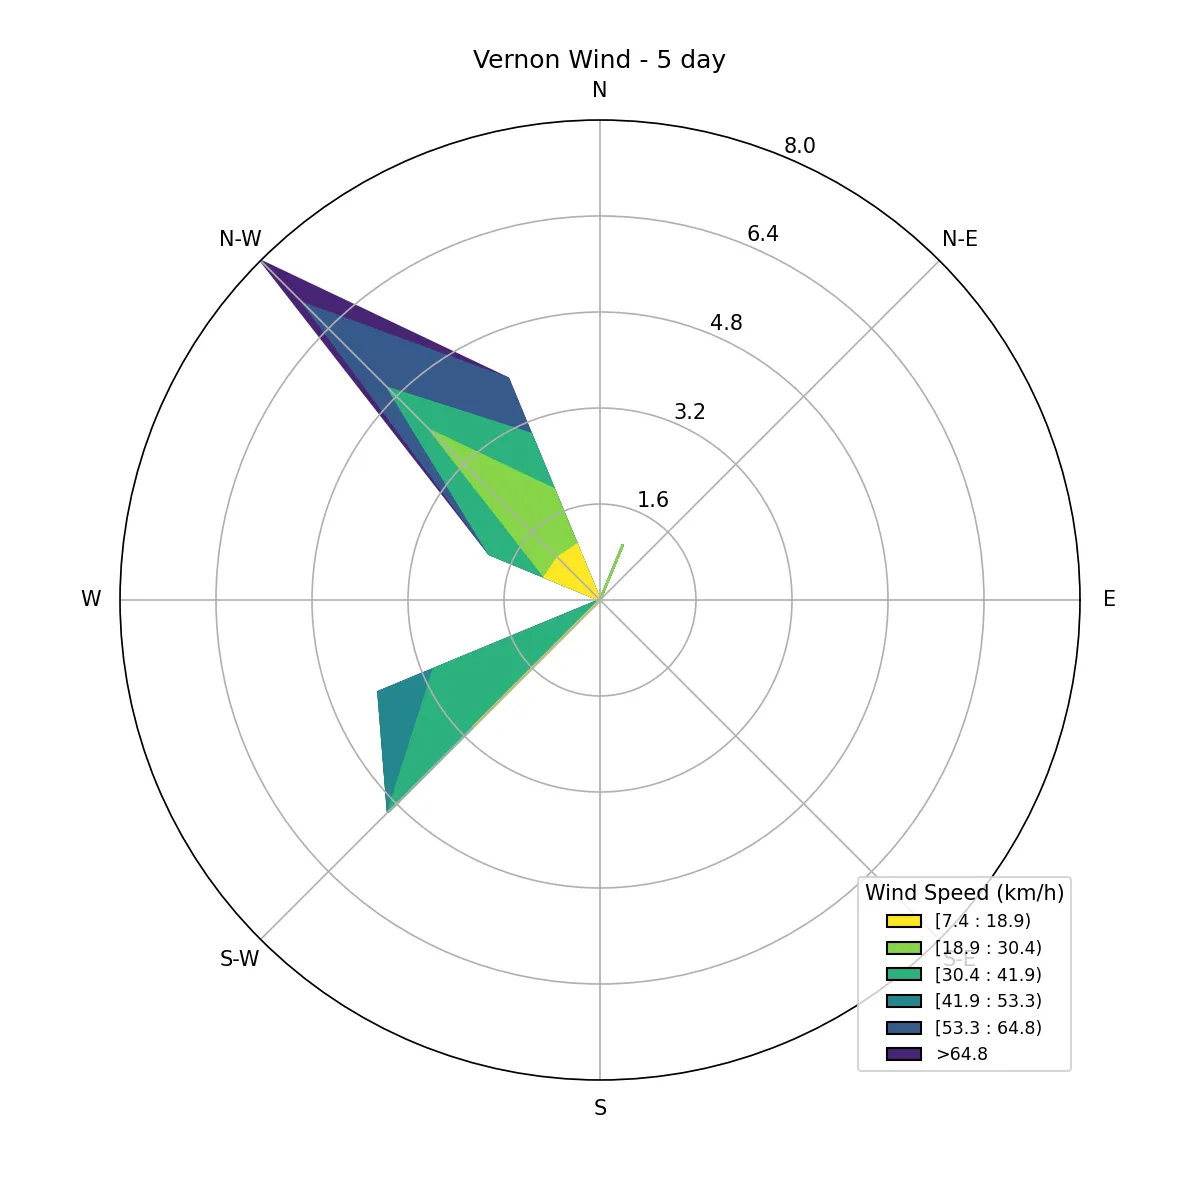 Vernon Wind - 5 day
N
8.0
N-W
6.4
N-E
4.8
3.2
1.6
W
E
S-W
S-E
S
Wind Speed (km/h)
[7.4 : 18.9)
[18.9 : 30.4)
[30.4 : 41.9)
[41.9 : 53.3)
[53.3 : 64.8)
>64.8